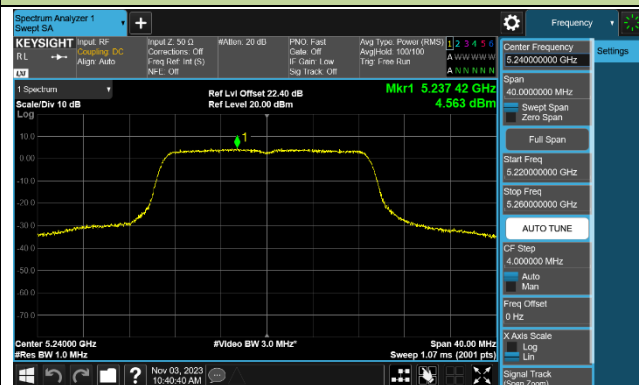 Spectrum Analyzer 1
Swept SA
Frequency
KEYSIGHT
RL
LXI
Input: RF
Coupling: DC
Align: Auto
Input Z: 50 Ω
Corrections: Off
Freq Ref: Int (S)
NFE: Off
#Atten: 20 dB
PNO: Fast
Gate: Off
IF Gain: Low
Sig Track: Off
Avg Type: Power (RMS)
Avg|Hold: 100/100
Trig: Free Run
1 2 3 4 5 6
A W W W W W
A N N N N N
1 Spectrum
Scale/Div 10 dB
Log
Ref Lvl Offset 22.40 dB
Ref Level 20.00 dBm
Mkr1 5.237 42 GHz
4.563 dBm
1
10.0
0.00
-10.0
-20.0
-30.0
-40.0
-50.0
-60.0
-70.0
Center 5.24000 GHz
#Res BW 1.0 MHz
#Video BW 3.0 MHz*
Span 40.00 MHz
Sweep 1.07 ms (2001 pts)
Nov 03, 2023
10:40:40 AM
Center Frequency
5.240000000 GHz
Settings
Span
40.0000000 MHz
Swept Span
Zero Span
Full Span
Start Freq
5.220000000 GHz
Stop Freq
5.260000000 GHz
AUTO TUNE
CF Step
4.000000 MHz
Auto
Man
Freq Offset
0 Hz
X Axis Scale
Log
Lin
Signal Track
(Span Zoom)